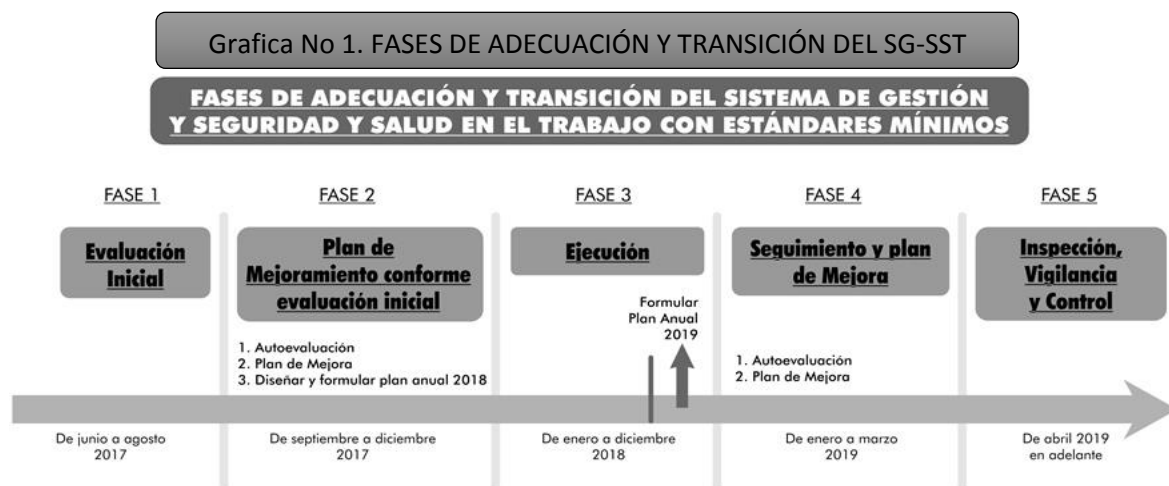 Grafica No 1. FASES DE ADECUACIÓN Y TRANSICIÓN DEL SG-SST
FASES DE ADECUACIÓN Y TRANSICIÓN DEL SISTEMA DE GESTIÓN
Y SEGURIDAD Y SALUD EN EL TRABAJO CON ESTÁNDARES MÍNIMOS
FASE 1
Evaluación
Inicial
De junio a agosto
2017
FASE 2
Plan de
Mejoramiento conforme
evaluación inicial
1. Autoevaluación
2. Plan de Mejora
3. Diseñar y formular plan anual 2018
De septiembre a diciembre
2017
FASE 3
Ejecución
Formular
Plan Anual
2019
De enero a diciembre
2018
FASE 4
Seguimiento y plan
de Mejora
1. Autoevaluación
2. Plan de Mejora
De enero a marzo
2019
FASE 5
Inspección,
Vigilancia
y Control
De abril 2019
en adelante